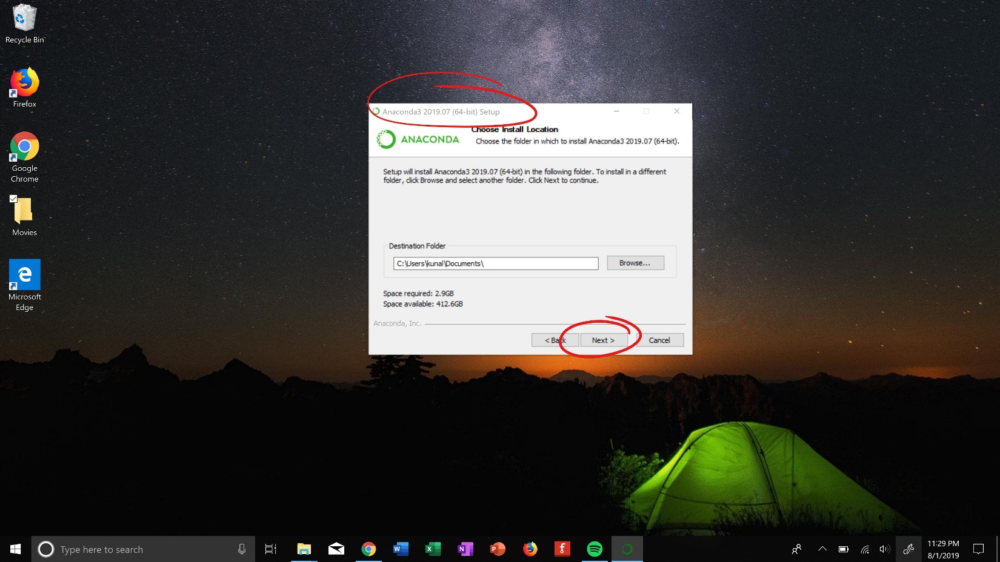 Recycle Bin
Firefox
Google
Chrome
Movies
Microsoft
Edge
Anaconda3 2019.07 (64-bit) Setup
ANACONDA
Choose Install Location
Choose the folder in which to install Anaconda3 2019.07 (64-bit).
Setup will install Anaconda3 2019.07 (64-bit) in the following folder. To install in a different
folder, click Browse and select another folder. Click Next to continue.
Destination Folder
C:\Users\kunal\Documents\
Browse...
Space required: 2.9GB
Space available: 412.6GB
Anaconda, Inc.
< Back
Next >
Cancel
Type here to search
11:29 PM
8/1/2019